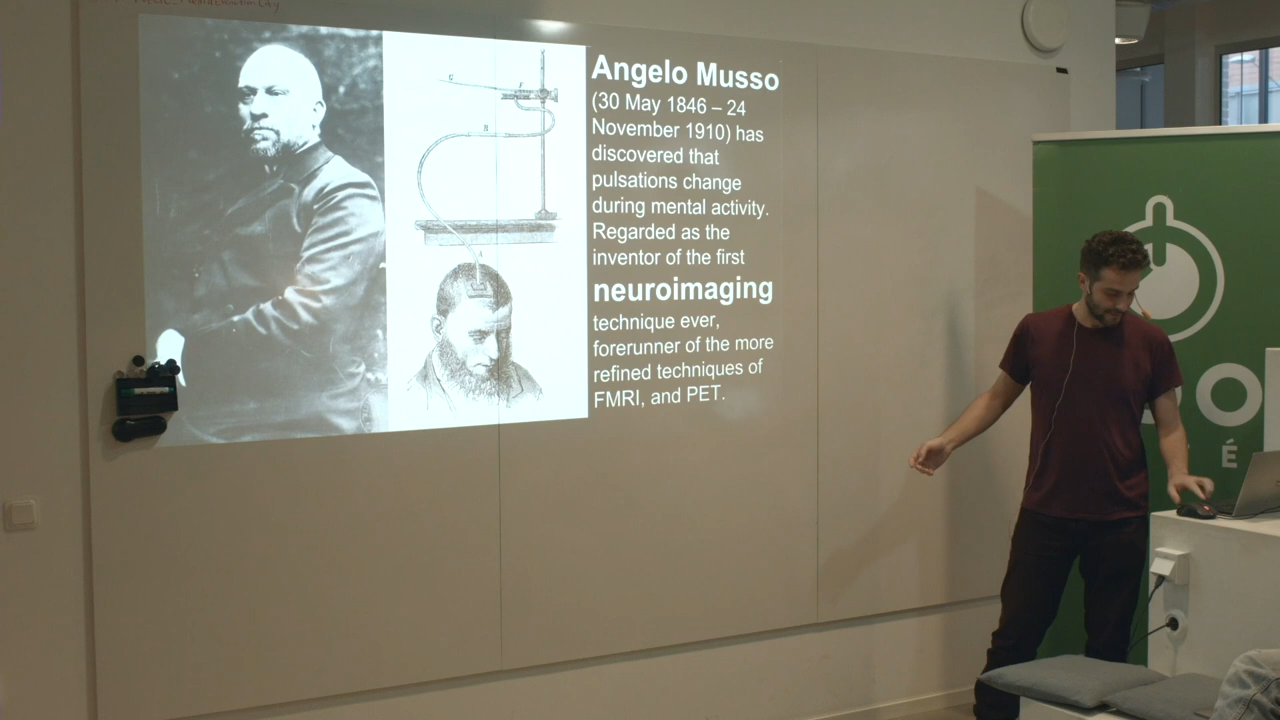 Angelo Musso
(30 May 1846 – 24
November 1910) has
discovered that
pulsations change
during mental activity.
Regarded as the
inventor of the first
neuroimaging
technique ever,
forerunner of the more
refined techniques of
FMRI, and PET.
G
F
B
A
É